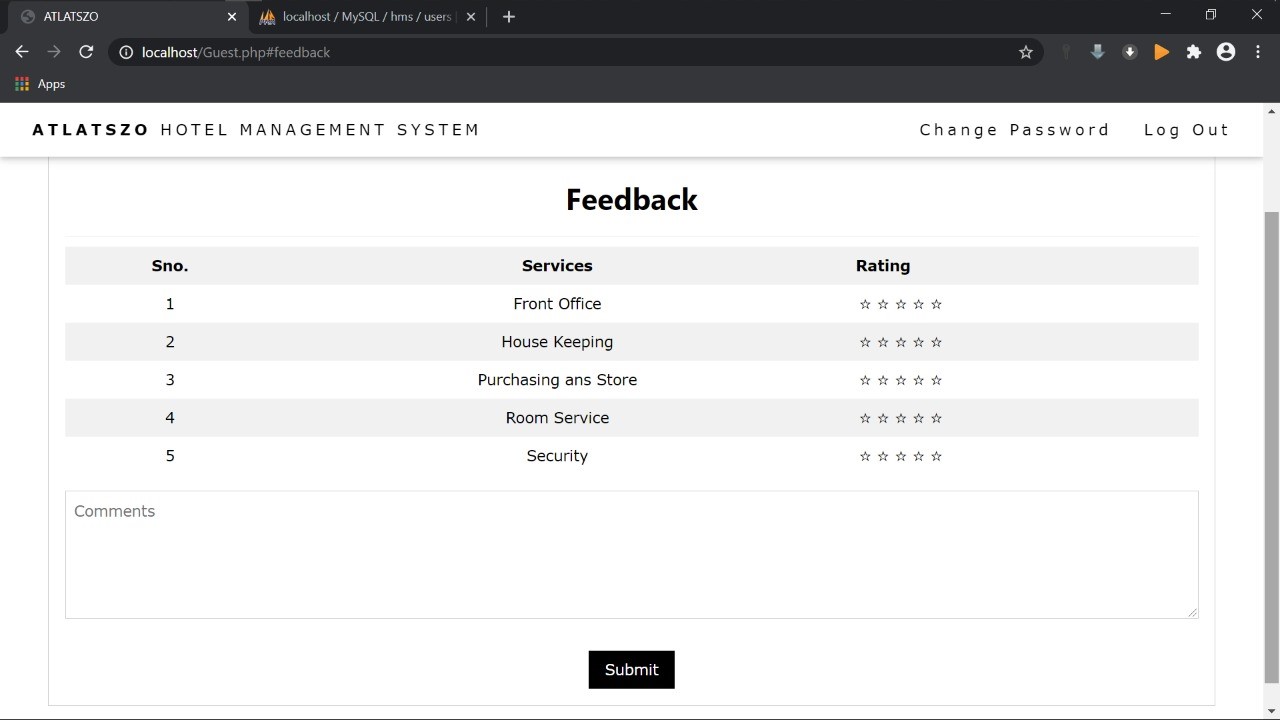 ATLATSZO
localhost / MySQL / hms / users
localhost/Guest.php#feedback
Apps
ATLATSZO HOTEL MANAGEMENT SYSTEM Change Password Log Out
Feedback
Sno. Services Rating
1 Front Office ☆ ☆ ☆ ☆ ☆
2 House Keeping ☆ ☆ ☆ ☆ ☆
3 Purchasing ans Store ☆ ☆ ☆ ☆ ☆
4 Room Service ☆ ☆ ☆ ☆ ☆
5 Security ☆ ☆ ☆ ☆ ☆
Comments
Submit